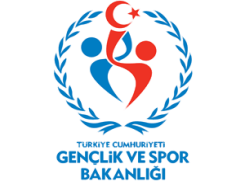 TÜRKİYE CUMHURİYETİ
GENÇLİK VE SPOR
BAKANLIĞI